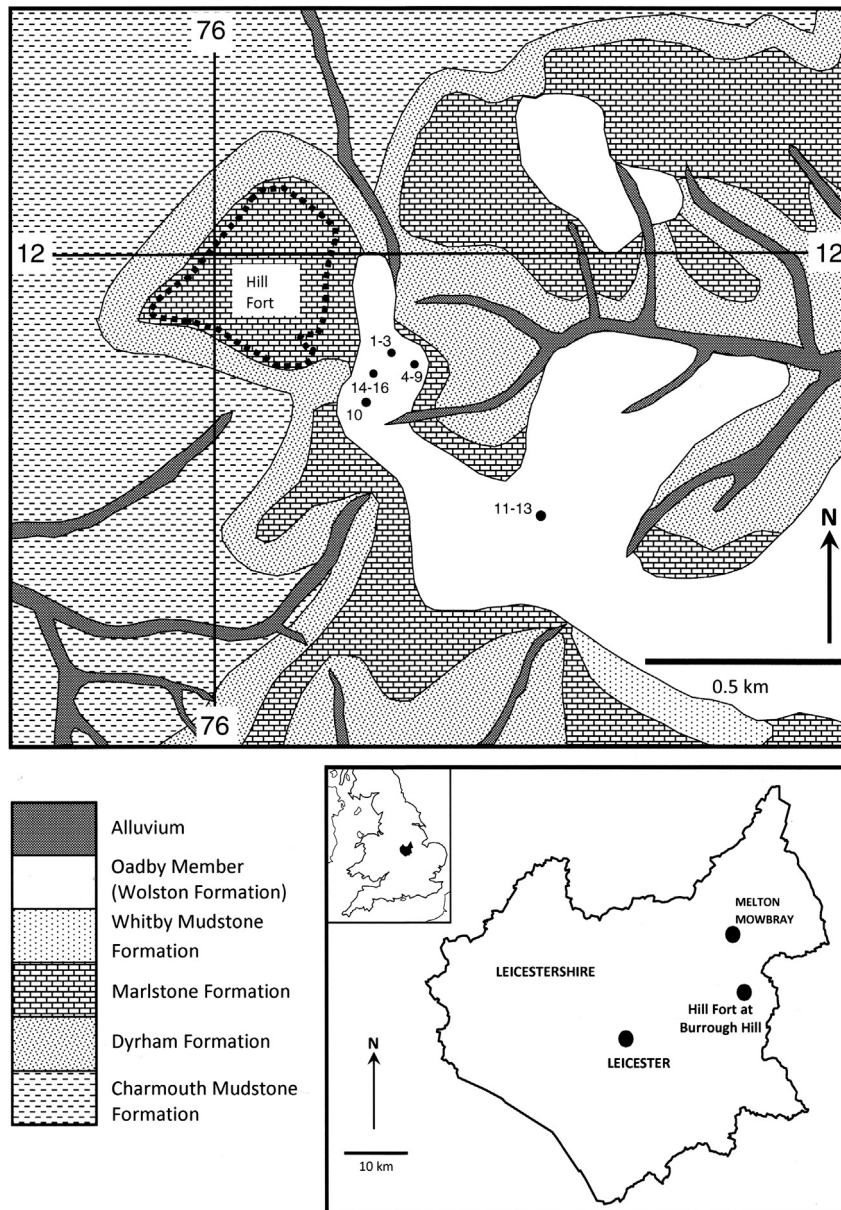 76
12
12
Hill
Fort
1-3
4-9
14-16
10
11-13
N
0.5 km
76
Alluvium
Oadby Member
(Wolston Formation)
Whitby Mudstone
Formation
Marlstone Formation
Dyrham Formation
Charmouth Mudstone
Formation
MELTON
MOWBRAY
LEICESTERSHIRE
Hill Fort at
Burrough Hill
N
LEICESTER
10 km